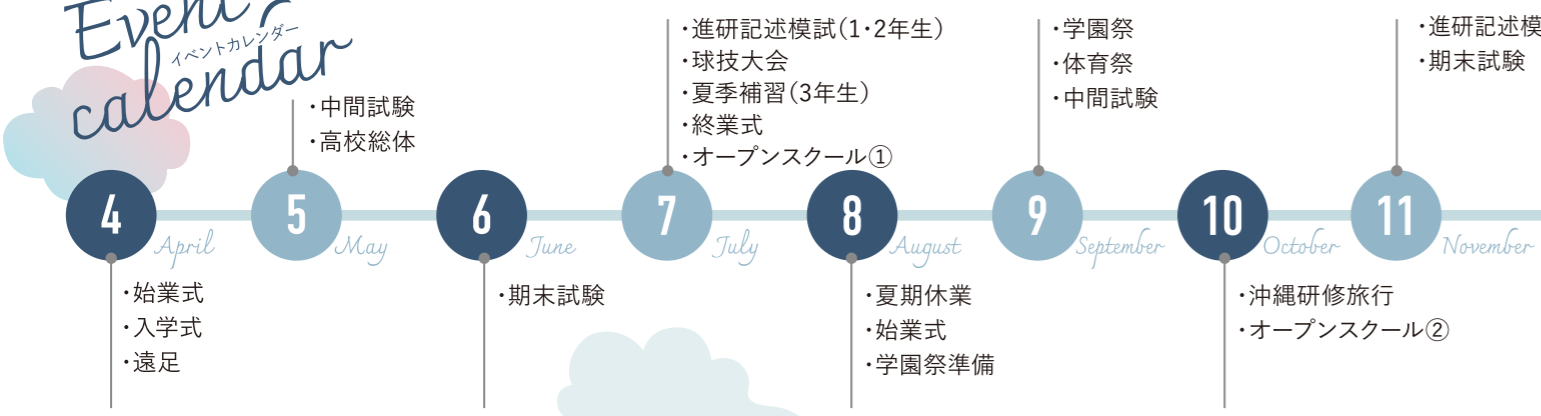 Event
イベントカレンダー
calendar
・中間試験
・高校総体
・進研記述模試(1・2年生)
・球技大会
・夏季補習(3年生)
・終業式
・オープンスクール①
・学園祭
・体育祭
・中間試験
・進研記述模
・期末試験
4
April
5
May
6
June
7
July
8
August
9
September
10
October
11
November
・始業式
・入学式
・遠足
・期末試験
・夏期休業
・始業式
・学園祭準備
・沖縄研修旅行
・オープンスクール②